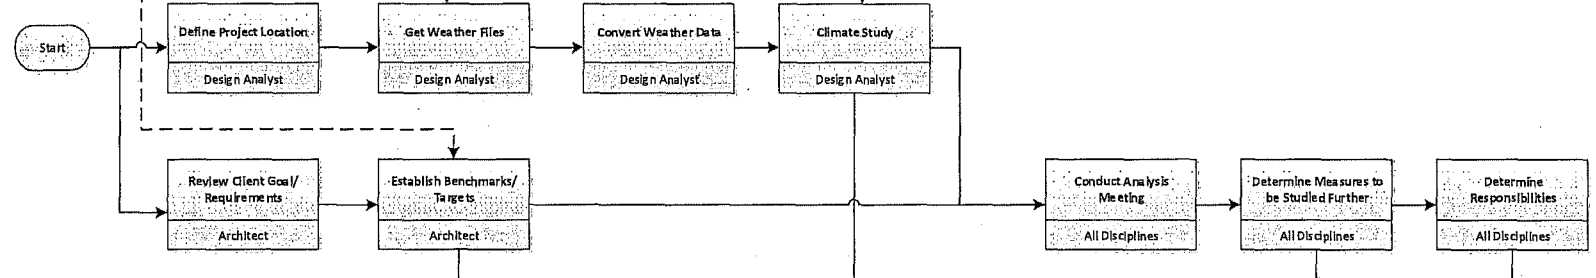 Start
Define Project Location
Design Analyst
Get Weather Files
Design Analyst
Convert Weather Data
Design Analyst
Climate Study
Design Analyst
Review Client Goal/
Requirements
Architect
Establish Benchmarks/
Targets
Architect
Conduct Analysis
Meeting
All Disciplines
Determine Measures to
be Studied Further
All Disciplines
Determine
Responsibilities
All Disciplines